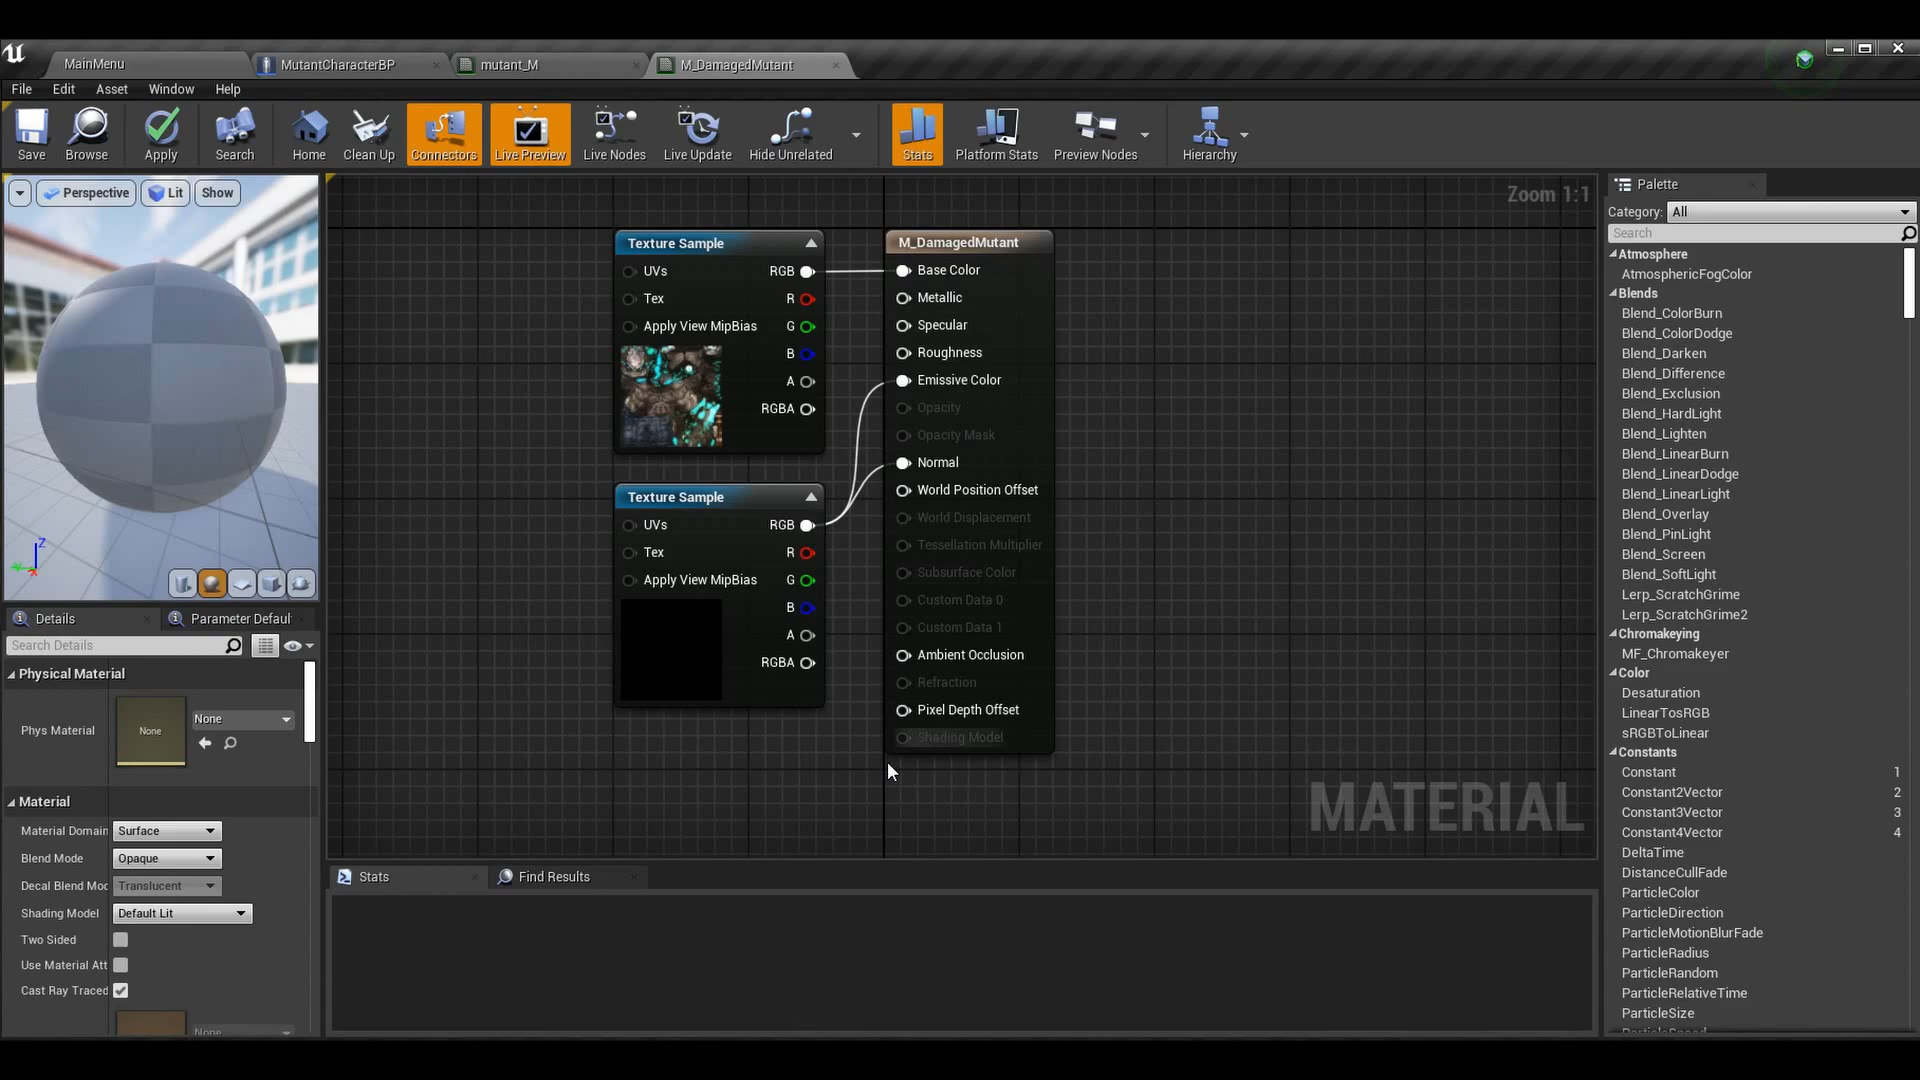 MainMenu
MutantCharacterBP
mutant_M
M_DamagedMutant
File Edit Asset Window Help
Save Browse Apply Search Home Clean Up Connectors Live Preview Live Nodes Live Update Hide Unrelated Stats Platform Stats Preview Nodes Hierarchy
Perspective Lit Show
Z
Zoom 1:1
Texture Sample
UVs RGB
Tex R
Apply View MipBias G
B
A
RGBA
Texture Sample
UVs RGB
Tex R
Apply View MipBias G
B
A
RGBA
M_DamagedMutant
Base Color
Metallic
Specular
Roughness
Emissive Color
Opacity
Opacity Mask
Normal
World Position Offset
World Displacement
Tessellation Multiplier
Subsurface Color
Custom Data 0
Custom Data 1
Ambient Occlusion
Refraction
Pixel Depth Offset
Shading Model
MATERIAL
Details
Parameter Defaul
Search Details
Physical Material
Phys Material
None
None
Material
Material Domain Surface
Blend Mode Opaque
Decal Blend Moc Translucent
Shading Model Default Lit
Two Sided
Use Material Att
Cast Ray Traced
None
Stats
Find Results
Palette
Category: All
Search
Atmosphere
AtmosphericFogColor
Blends
Blend_ColorBurn
Blend_ColorDodge
Blend_Darken
Blend_Difference
Blend_Exclusion
Blend_HardLight
Blend_Lighten
Blend_LinearBurn
Blend_LinearDodge
Blend_LinearLight
Blend_Overlay
Blend_PinLight
Blend_Screen
Blend_SoftLight
Lerp_ScratchGrime
Lerp_ScratchGrime2
Chromakeying
MF_Chromakeyer
Color
Desaturation
LinearTosRGB
sRGBToLinear
Constants
Constant 1
Constant2Vector 2
Constant3Vector 3
Constant4Vector 4
DeltaTime
DistanceCullFade
ParticleColor
ParticleDirection
ParticleMotionBlurFade
ParticleRadius
ParticleRandom
ParticleRelativeTime
ParticleSize